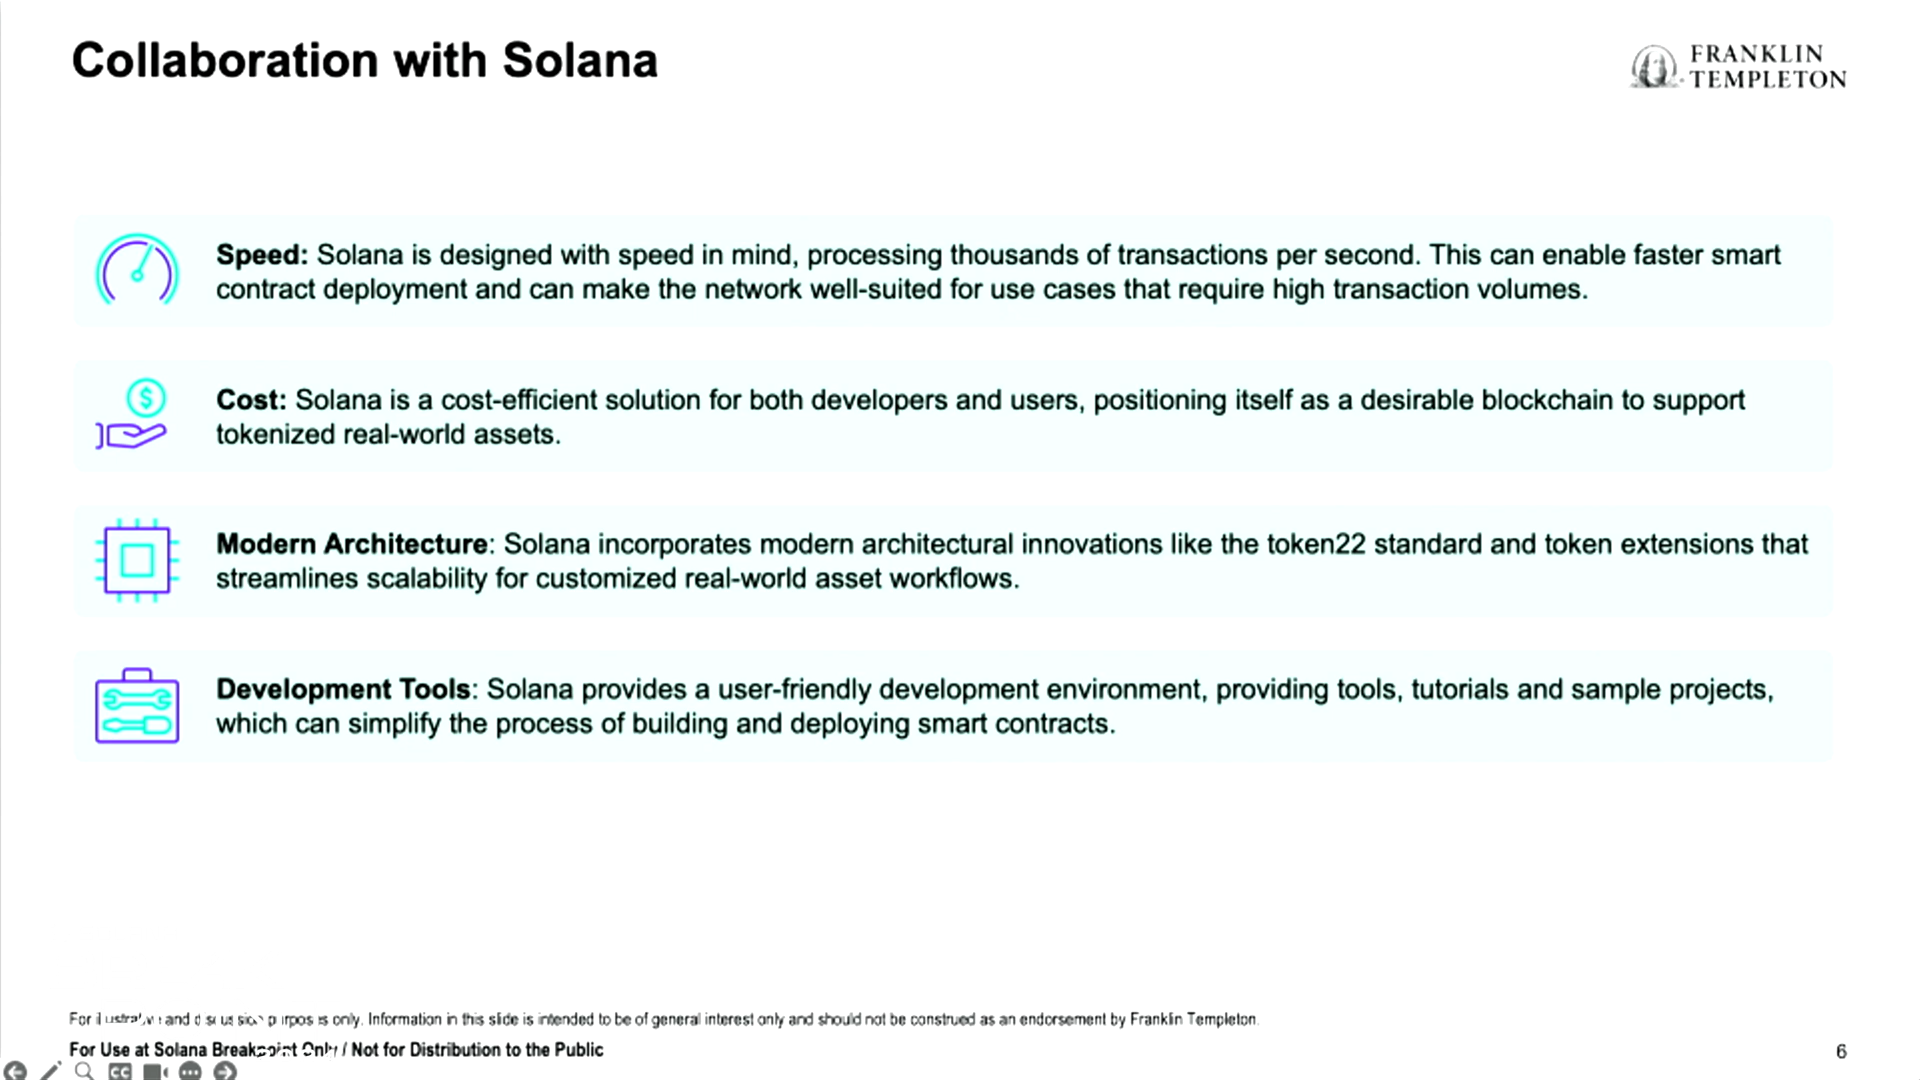 Collaboration with Solana
FRANKLIN
TEMPLETON
Speed: Solana is designed with speed in mind, processing thousands of transactions per second. This can enable faster smart
contract deployment and can make the network well-suited for use cases that require high transaction volumes.
$
Cost: Solana is a cost-efficient solution for both developers and users, positioning itself as a desirable blockchain to support
tokenized real-world assets.
Modern Architecture: Solana incorporates modern architectural innovations like the token22 standard and token extensions that
streamlines scalability for customized real-world asset workflows.
Development Tools: Solana provides a user-friendly development environment, providing tools, tutorials and sample projects,
which can simplify the process of building and deploying smart contracts.
For and only. Information in this slide is intended to be of general interest only and should not be construed as an endorsement by Franklin Templeton.
For Use at Solana Breakpoint Only / Not for Distribution to the Public
6
CC